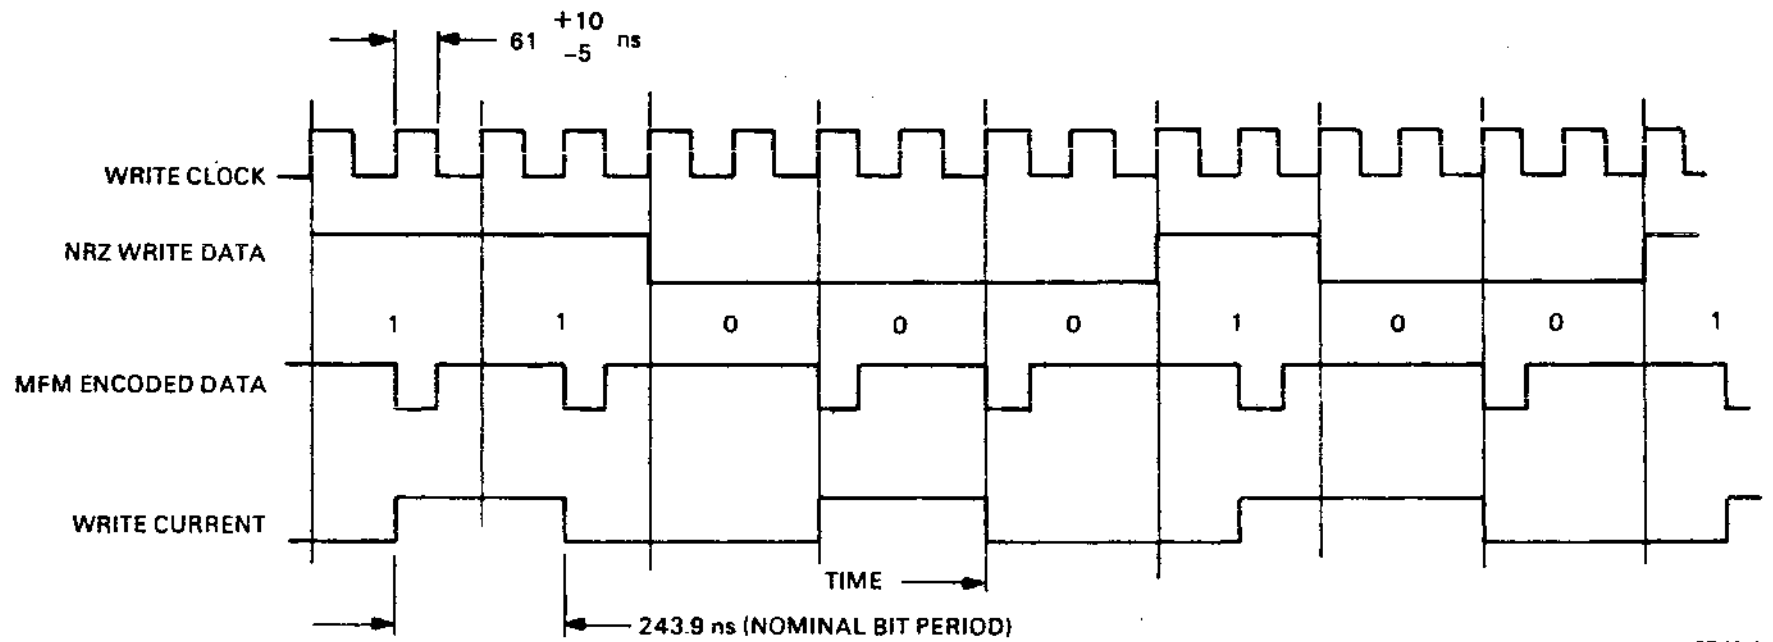 61 +10 -5 ns
WRITE CLOCK
NRZ WRITE DATA
1 1 0 0 0 1 0 0 1
MFM ENCODED DATA
WRITE CURRENT
TIME
243.9 ns (NOMINAL BIT PERIOD)